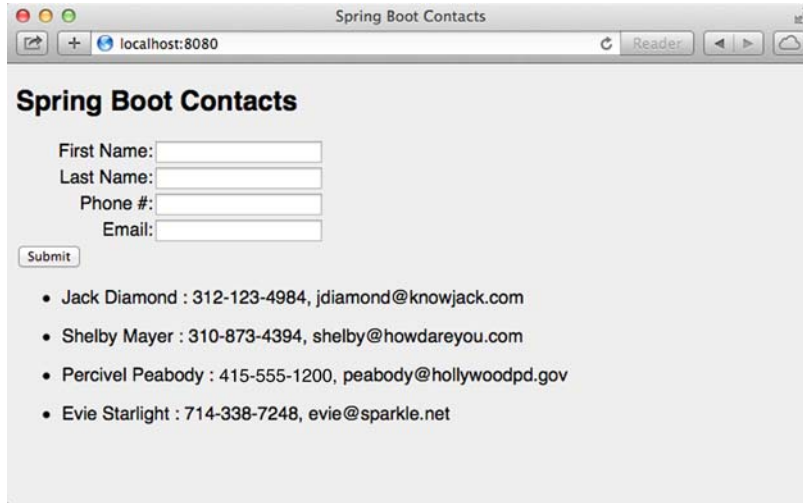 Spring Boot Contacts
localhost:8080
Reader
Spring Boot Contacts
First Name:
Last Name:
Phone #:
Email:
Submit
• Jack Diamond : 312-123-4984, jdiamond@knowjack.com
• Shelby Mayer : 310-873-4394, shelby@howdareyou.com
• Percivel Peabody : 415-555-1200, peabody@hollywoodpd.gov
• Evie Starlight : 714-338-7248, evie@sparkle.net